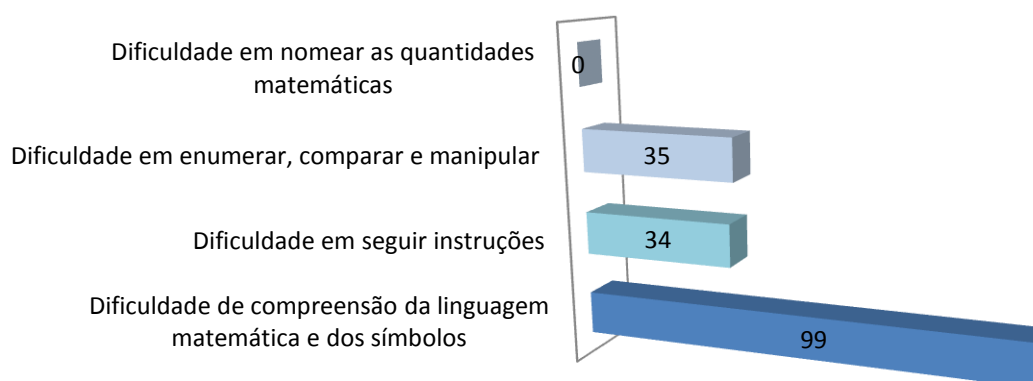 Dificuldade em nomear as quantidades
matemáticas
0
Dificuldade em enumerar, comparar e manipular
35
Dificuldade em seguir instruções
34
Dificuldade de compreensão da linguagem
matemática e dos símbolos
99